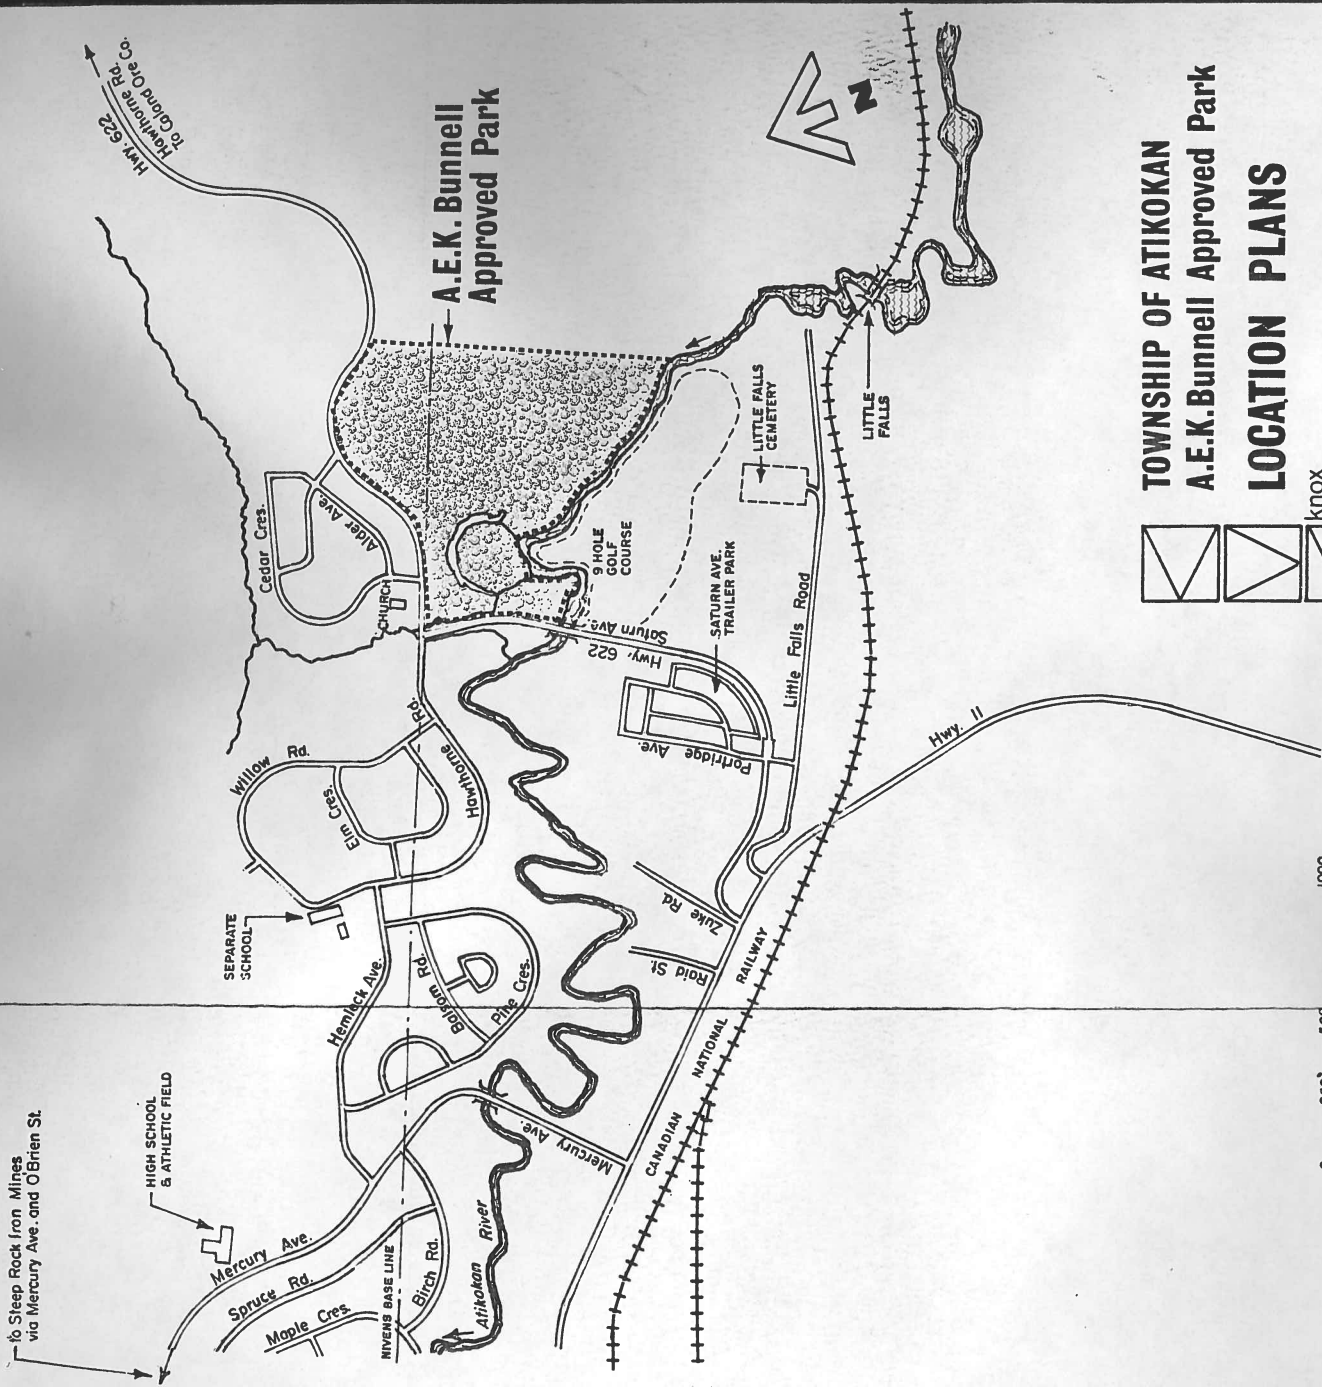 to Steep Rock Iron Mines
via Mercury Ave. and O'Brien St.
HIGH SCHOOL
& ATHLETIC FIELD
Mercury Ave.
Spruce Rd.
Maple Cres.
NIVENS BASE LINE
Birch Rd.
Atikokan River
Mercury Ave.
Hemlock Ave.
Balsam Rd.
Pine Cres.
SEPARATE
SCHOOL
Willow Rd.
Elm Cres.
Hawthorne Rd.
Cedar Cres.
Alder Ave.
CHURCH
Hwy. 622
Hawthorne Rd.
To Caland Ore Co.
A.E.K. Bunnell
Approved Park
9 HOLE
GOLF
COURSE
Saturn Ave.
Hwy. 622
SATURN AVE.
TRAILER PARK
Portridge Ave.
LITTLE FALLS
CEMETERY
LITTLE
FALLS
Little Falls Road
Zuke Rd.
Raid St.
CANADIAN NATIONAL RAILWAY
Hwy. 11
N
TOWNSHIP OF ATIKOKAN
A.E.K.Bunnell Approved Park
LOCATION PLANS
knox